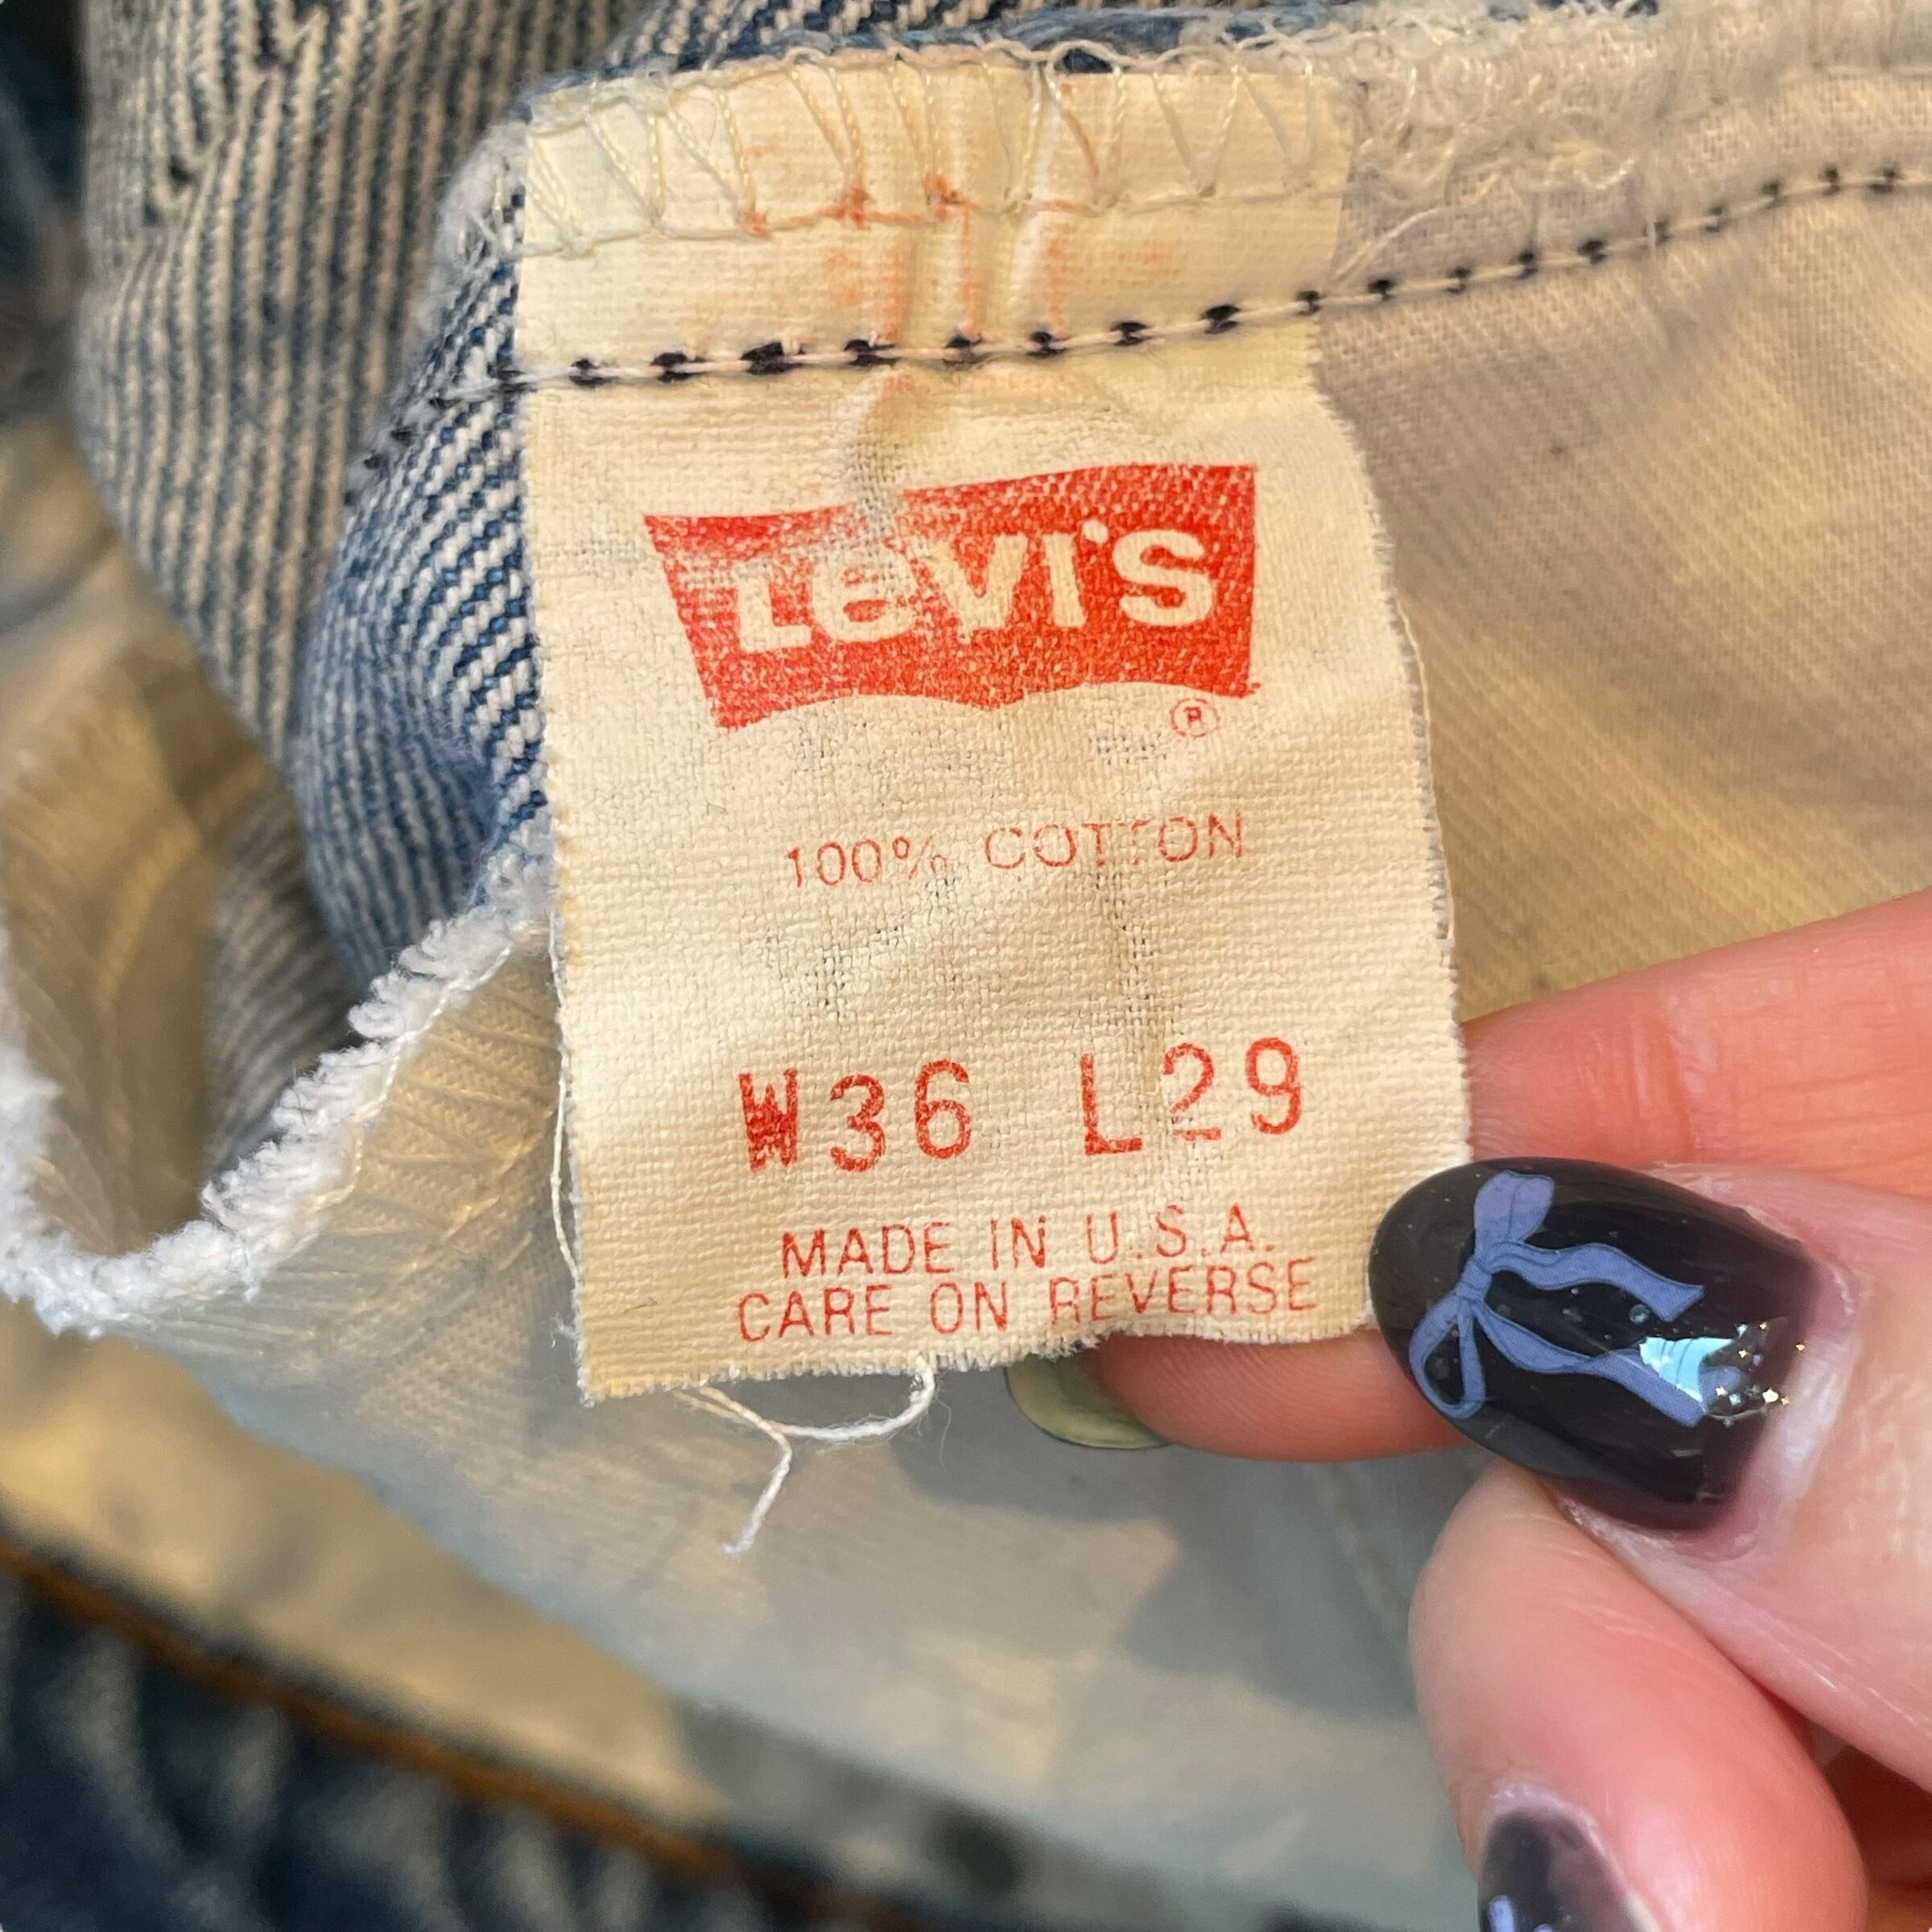 Levi's
®
100% COTTON
W36 L29
MADE IN U.S.A.
CARE ON REVERSE